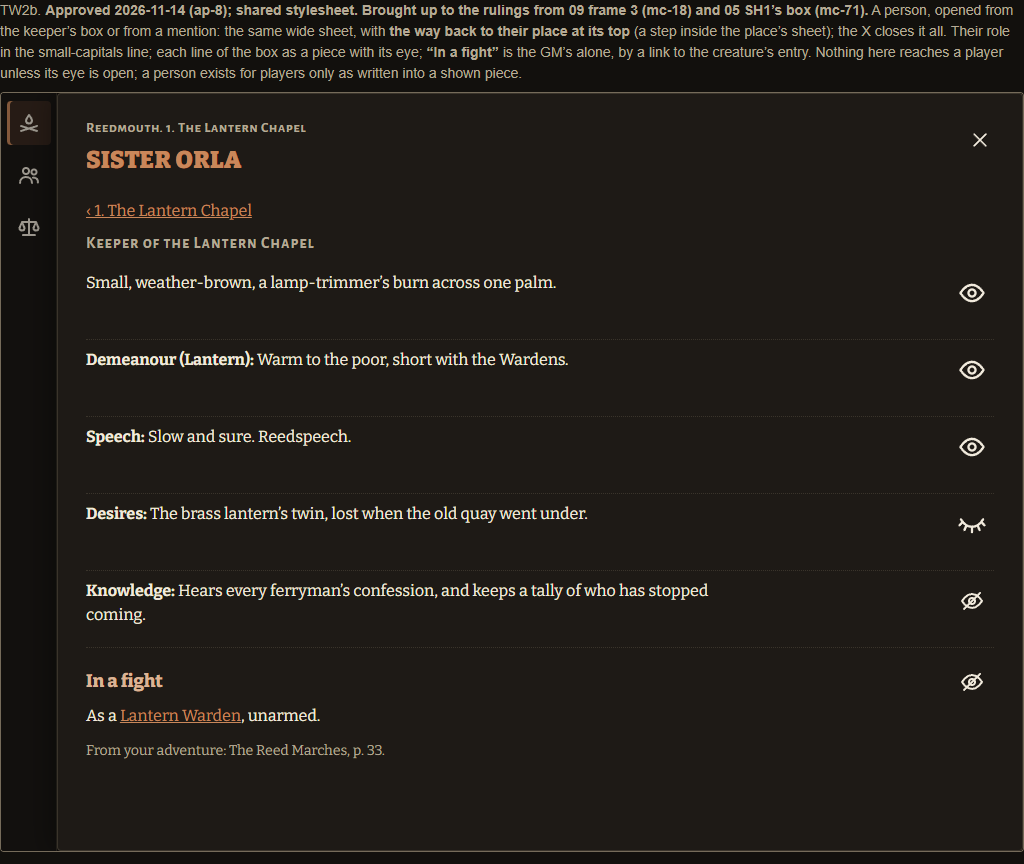 TW2b. Approved 2026-11-14 (ap-8); shared stylesheet. Brought up to the rulings from 09 frame 3 (mc-18) and 05 SH1’s box (mc-71). A person, opened from
the keeper’s box or from a mention: the same wide sheet, with the way back to their place at its top (a step inside the place’s sheet); the X closes it all. Their role
in the small-capitals line; each line of the box as a piece with its eye; “In a fight” is the GM’s alone, by a link to the creature’s entry. Nothing here reaches a player
unless its eye is open; a person exists for players only as written into a shown piece.
Reedmouth. 1. The Lantern Chapel
SISTER ORLA
‹ 1. The Lantern Chapel
Keeper of the Lantern Chapel
Small, weather-brown, a lamp-trimmer’s burn across one palm.
Demeanour (Lantern): Warm to the poor, short with the Wardens.
Speech: Slow and sure. Reedspeech.
Desires: The brass lantern’s twin, lost when the old quay went under.
Knowledge: Hears every ferryman’s confession, and keeps a tally of who has stopped
coming.
In a fight
As a Lantern Warden, unarmed.
From your adventure: The Reed Marches, p. 33.